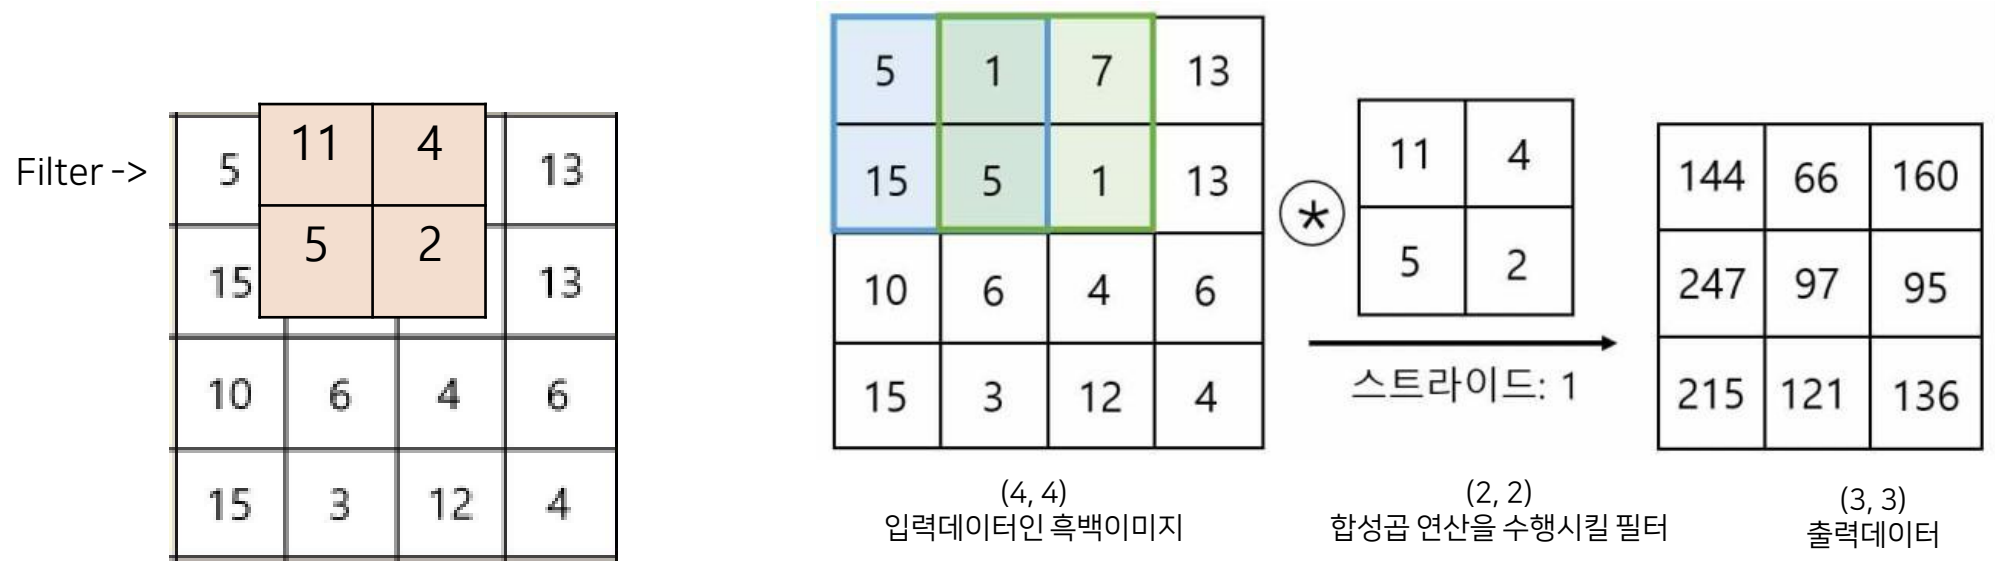 Filter ->
5 11 4 13
15 5 2 13
10 6 4 6
15 3 12 4
5 1 7 13
15 5 1 13
10 6 4 6
15 3 12 4
(4, 4)
입력데이터인 흑백이미지
*
11 4
5 2
스트라이드: 1
(2, 2)
합성곱 연산을 수행시킬 필터
144 66 160
247 97 95
215 121 136
(3, 3)
출력데이터